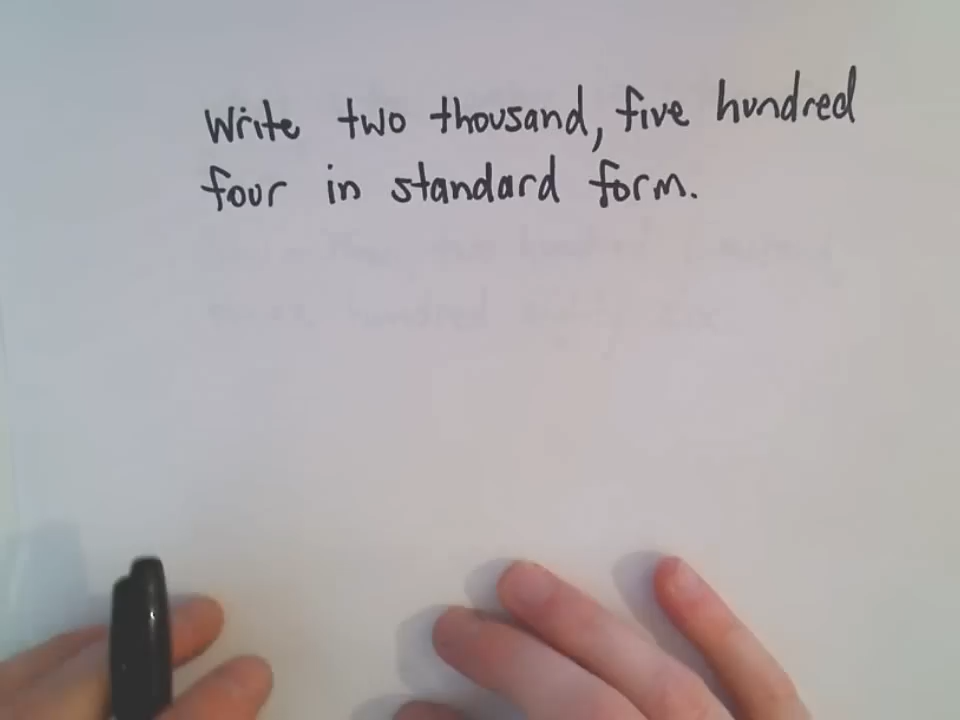 Write two thousand, five hundred
four in standard form.